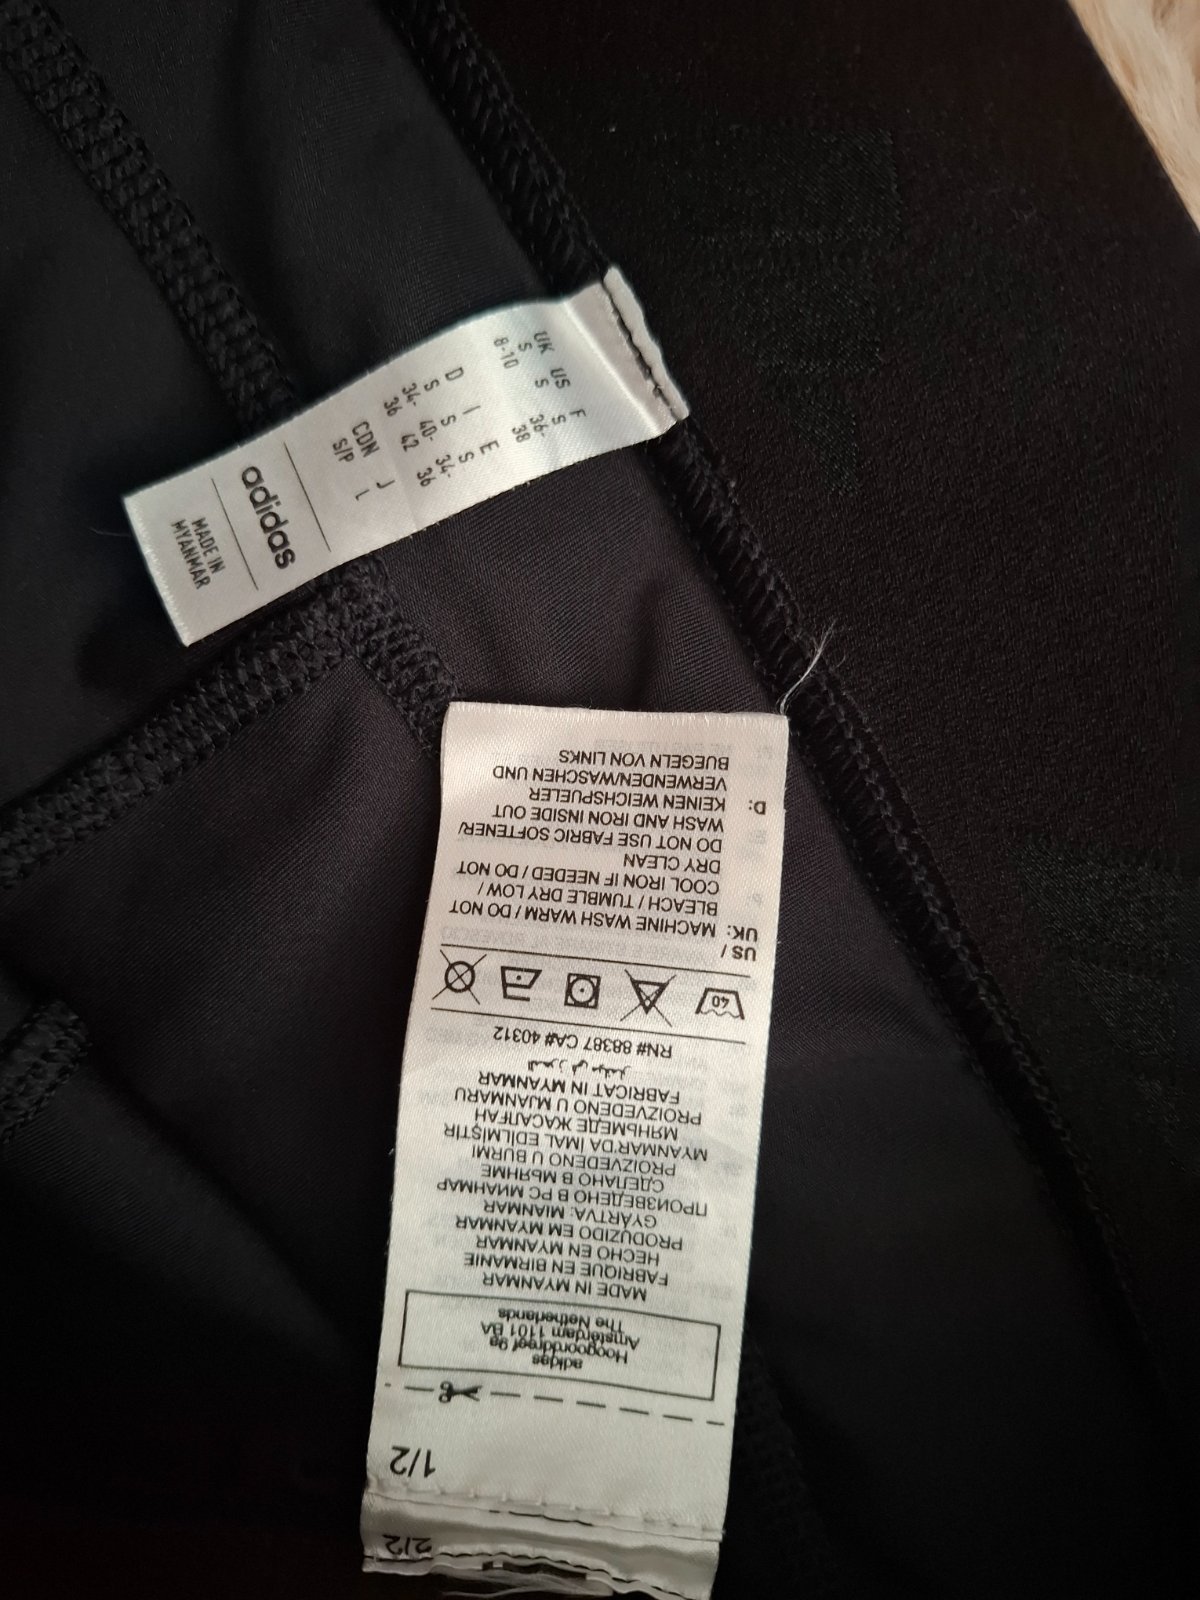 UK US F
S S S
8-10 36-
38
D I E
S S S
34- 40- 34-
36 42 36
CDN J
S/P L
adidas
MADE IN
MYANMAR
2/2
1/2
adidas
Hoogoorddreef 9a
Amsterdam 1101 BA
The Netherlands
MADE IN MYANMAR
FABRIQUE EN BIRMANIE
HECHO EN MYANMAR
PRODUZIDO EM MYANMAR
GYÁRTVA: MIANMAR
ПРОИЗВЕДЕНО В РС МИАНМАР
СДЕЛАНО В МЬЯНМЕ
PROIZVEDENO U BURMI
MYANMAR'DA İMAL EDİLMİŞTİR
МЯНЬМЕДЕ ЖАСАЛҒАН
PROIZVEDENO U MJANMARU
FABRICAT IN MYANMAR
RN# 88387 CA# 40312
40
US /
UK: MACHINE WASH WARM / DO NOT
BLEACH / TUMBLE DRY LOW /
COOL IRON IF NEEDED / DO NOT
DRY CLEAN
DO NOT USE FABRIC SOFTENER/
WASH AND IRON INSIDE OUT
D: KEINEN WEICHSPUELER
VERWENDEN/WASCHEN UND
BUEGELN VON LINKS